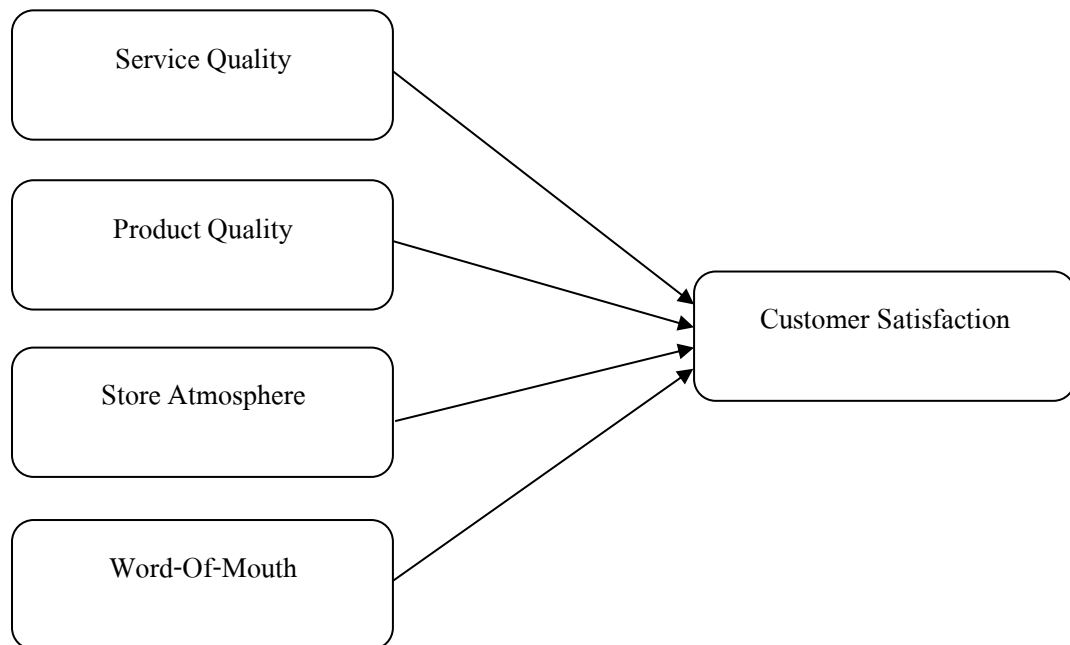 Service Quality
Product Quality
Customer Satisfaction
Store Atmosphere
Word-Of-Mouth